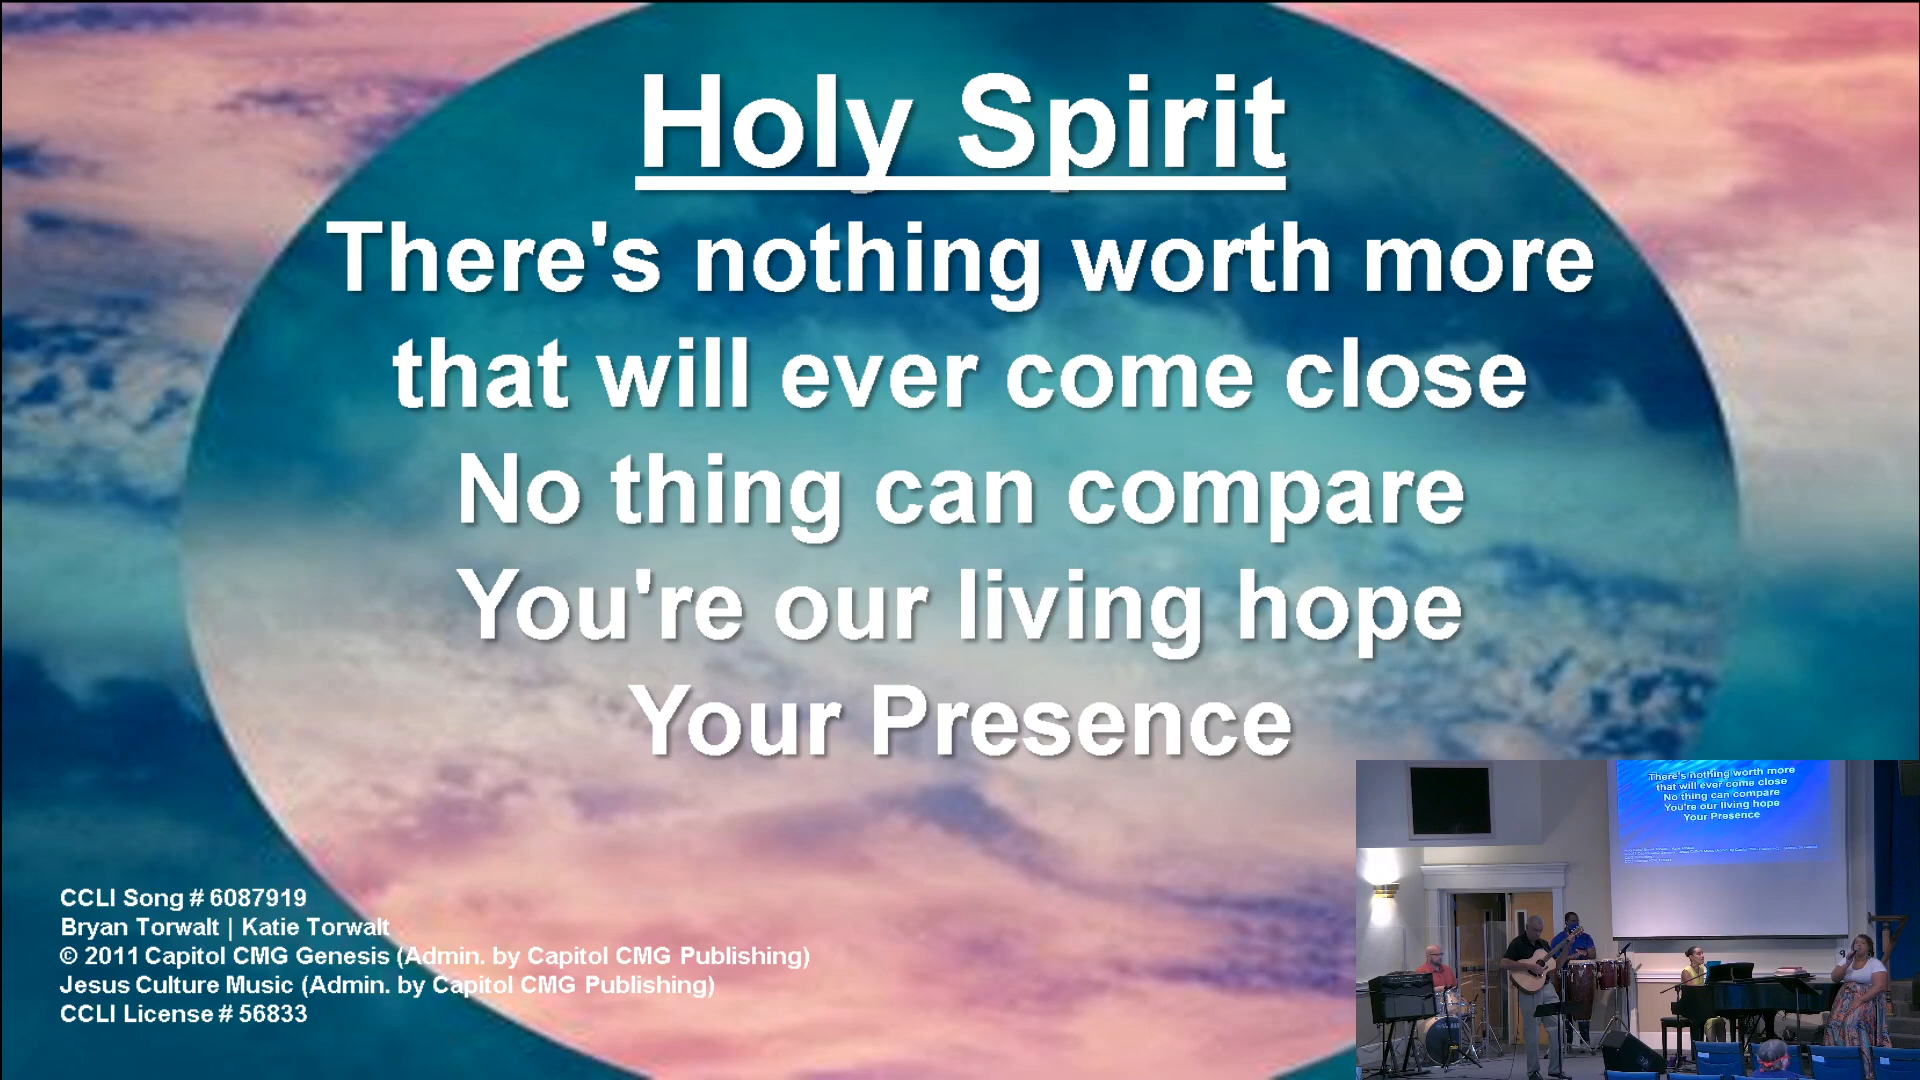 Holy Spirit
There's nothing worth more
that will ever come close
No thing can compare
You're our living hope
Your Presence
CCLI Song # 6087919
Bryan Torwalt | Katie Torwalt
© 2011 Capitol CMG Genesis (Admin. by Capitol CMG Publishing)
Jesus Culture Music (Admin. by Capitol CMG Publishing)
CCLI License # 56833
There's nothing worth more
that will ever come close
No thing can compare
You're our living hope
Your Presence